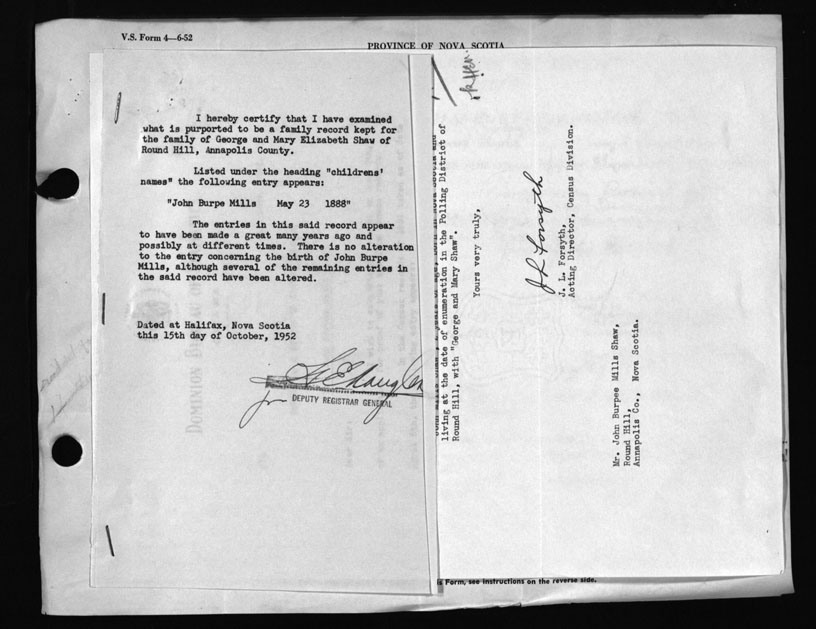 V.S. Form 4—6-52
PROVINCE OF NOVA SCOTIA
I hereby certify that I have examined
what is purported to be a family record kept for
the family of George and Mary Elizabeth Shaw of
Round Hill, Annapolis County.
Listed under the heading "childrens'
names" the following entry appears:
"John Burpe Mills May 23 1888"
The entries in this said record appear
to have been made a great many years ago and
possibly at different times. There is no alteration
to the entry concerning the birth of John Burpe
Mills, although several of the remaining entries in
the said record have been altered.
Dated at Halifax, Nova Scotia
this 15th day of October, 1952
for DEPUTY REGISTRAR GENERAL
living at the date of enumeration in the Polling District of
Round Hill, with "George and Mary Shaw".
Yours very truly,
J L Forsyth
J. L. Forsyth,
Acting Director, Census Division.
Mr. John Burpee Mills Shaw,
Round Hill,
Annapolis Co., Nova Scotia.
Form, see instructions on the reverse side.